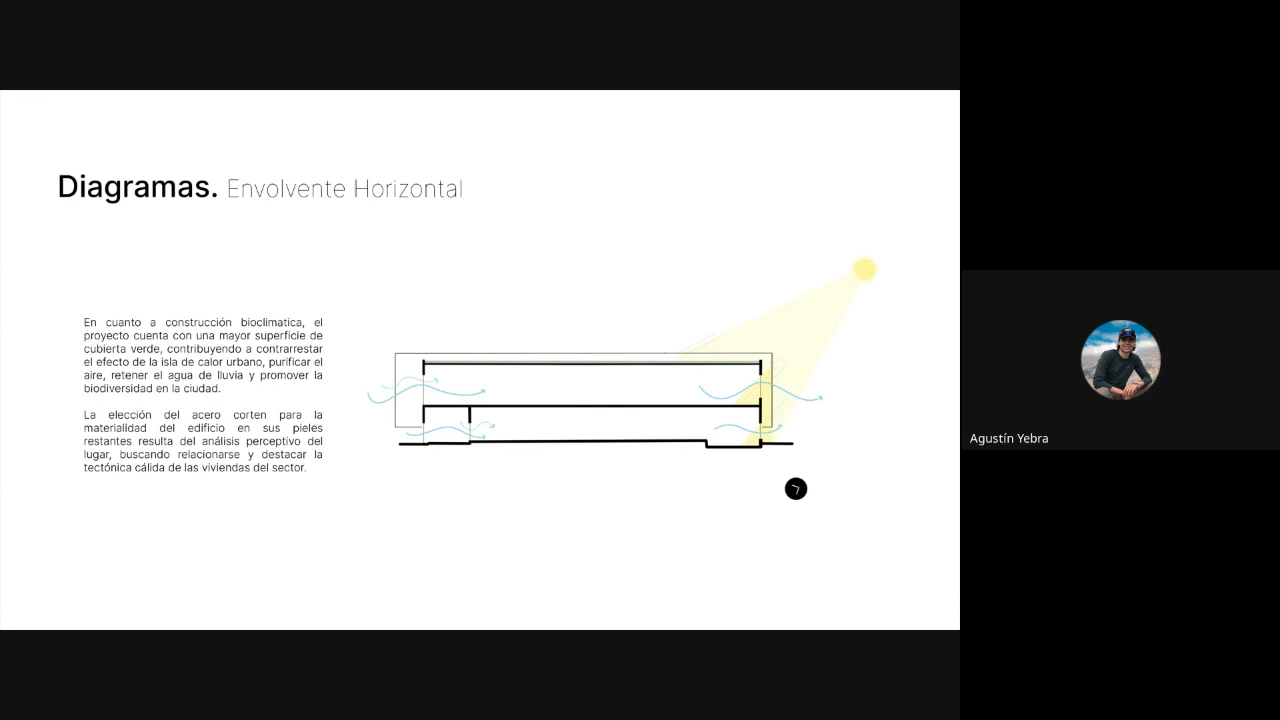 Diagramas. Envolvente Horizontal
En cuanto a construcción bioclimatica, el
proyecto cuenta con una mayor superficie de
cubierta verde, contribuyendo a contrarrestar
el efecto de la isla de calor urbano, purificar el
aire, retener el agua de lluvia y promover la
biodiversidad en la ciudad.
La elección del acero corten para la
materialidad del edificio en sus pieles
restantes resulta del análisis perceptivo del
lugar, buscando relacionarse y destacar la
tectónica cálida de las viviendas del sector.
Agustín Yebra